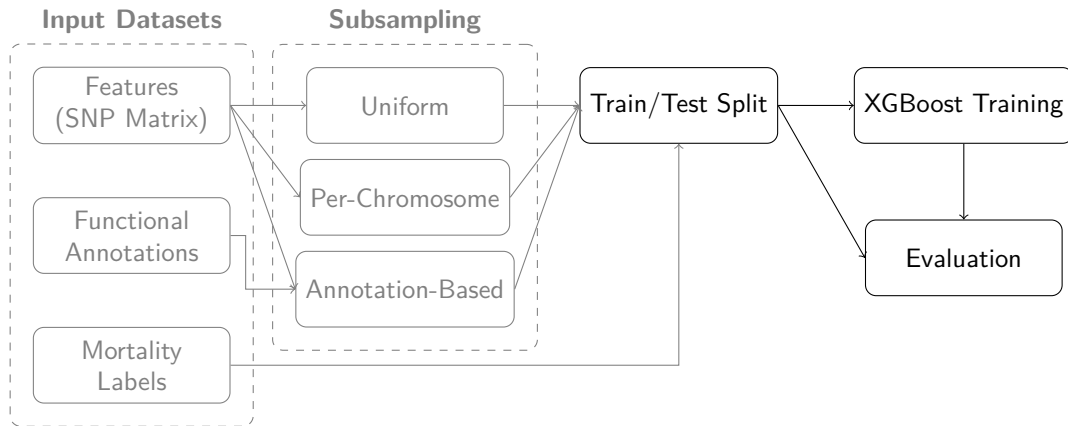 Input Datasets
Features
(SNP Matrix)
Functional
Annotations
Mortality
Labels
Subsampling
Uniform
Per-Chromosome
Annotation-Based
Train/Test Split
XGBoost Training
Evaluation